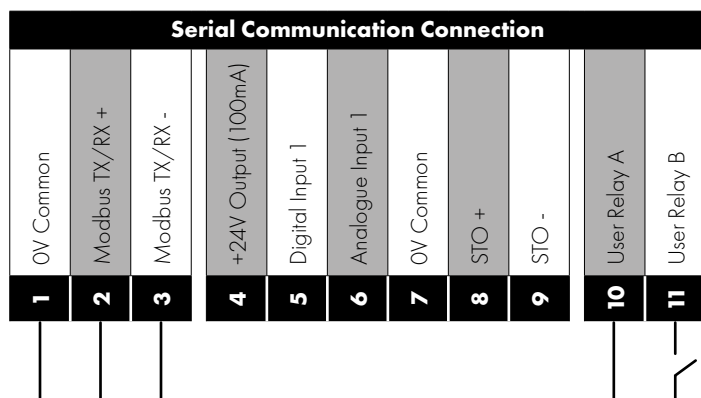 Serial Communication Connection
0V Common
Modbus TX/RX +
Modbus TX/RX -
+24V Output (100mA)
Digital Input 1
Analogue Input 1
0V Common
STO +
STO -
User Relay A
User Relay B
1
2
3
4
5
6
7
8
9
10
11